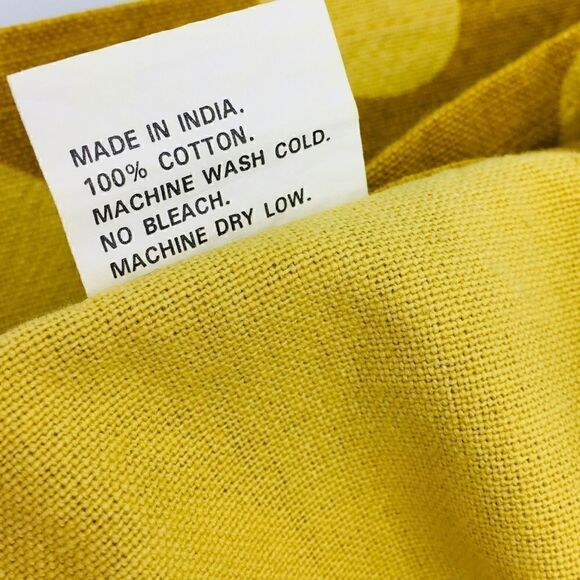 MADE IN INDIA.
100% COTTON.
MACHINE WASH COLD.
NO BLEACH.
MACHINE DRY LOW.